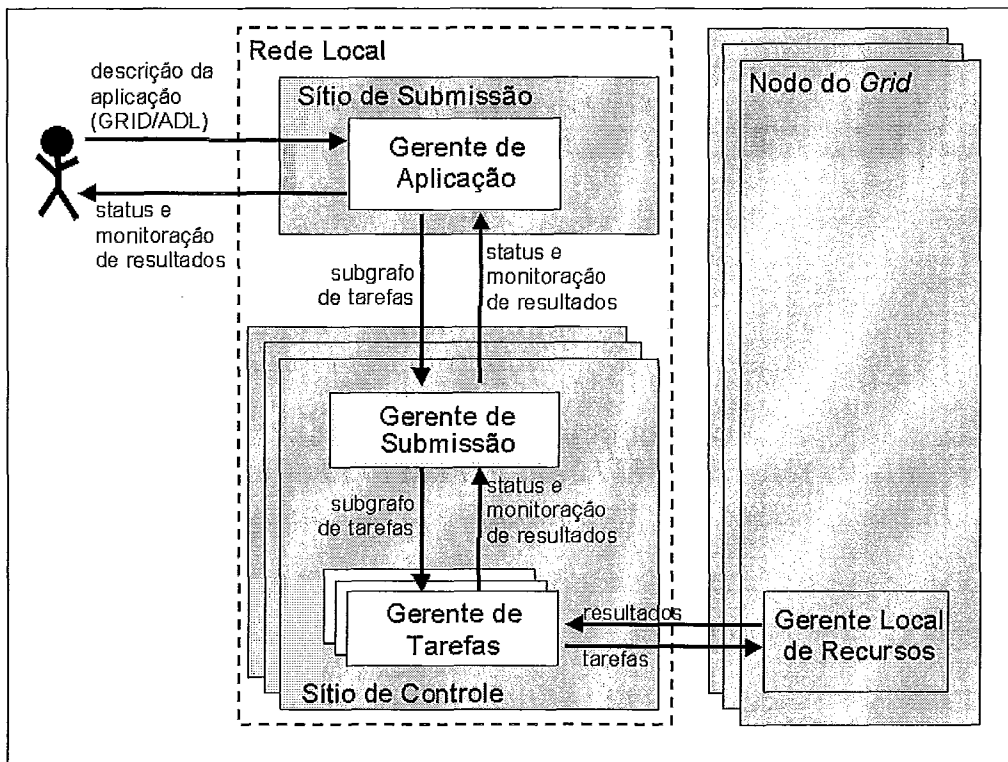 Rede Local
descrição da
aplicação
(GRID/ADL)
Sítio de Submissão
Gerente de
Aplicação
status e
monitoração
de resultados
subgrafo
de tarefas
status e
monitoração
de resultados
Gerente de
Submissão
subgrafo
de tarefas
status e
monitoração
de resultados
Gerente de
Tarefas
Sítio de Controle
resultados
tarefas
Nodo do Grid
Gerente Local
de Recursos